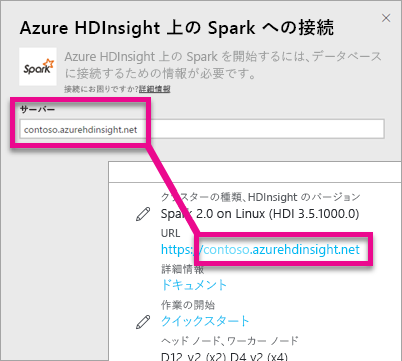 Azure HDInsight 上の Spark への接続
Spark
Azure HDInsight 上の Spark を開始するには、データベース
に接続するための情報が必要です。
接続にお困りですか?詳細情報
サーバー
contoso.azurehdinsight.net
クラスターの種類、HDInsight のバージョン
Spark 2.0 on Linux (HDI 3.5.1000.0)
URL
https://contoso.azurehdinsight.net
詳細情報
ドキュメント
作業の開始
クイックスタート
ヘッド ノード、ワーカー ノード
D12_v2 (x2) D4 v2 (x4)